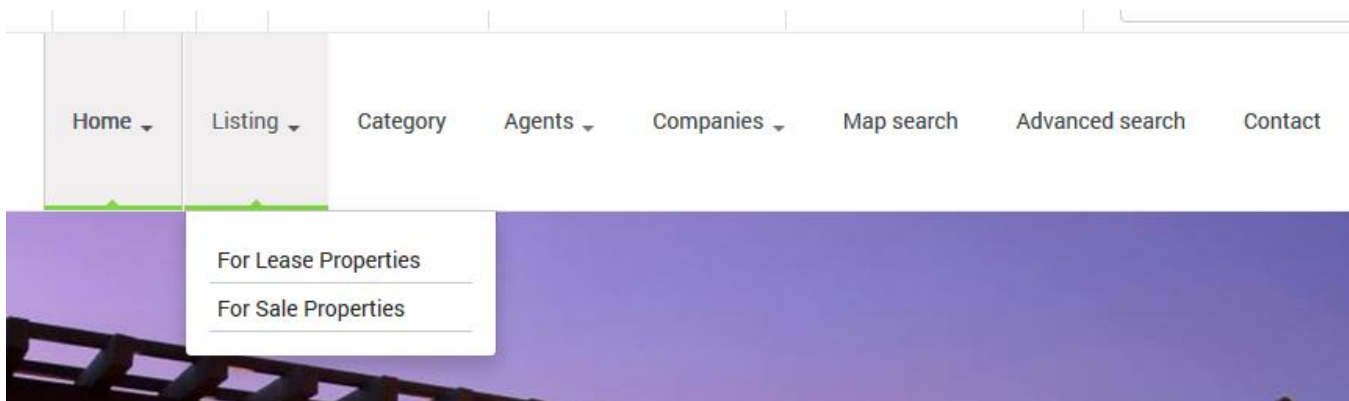 Home Listing Category Agents Companies Map search Advanced search Contact
For Lease Properties
For Sale Properties